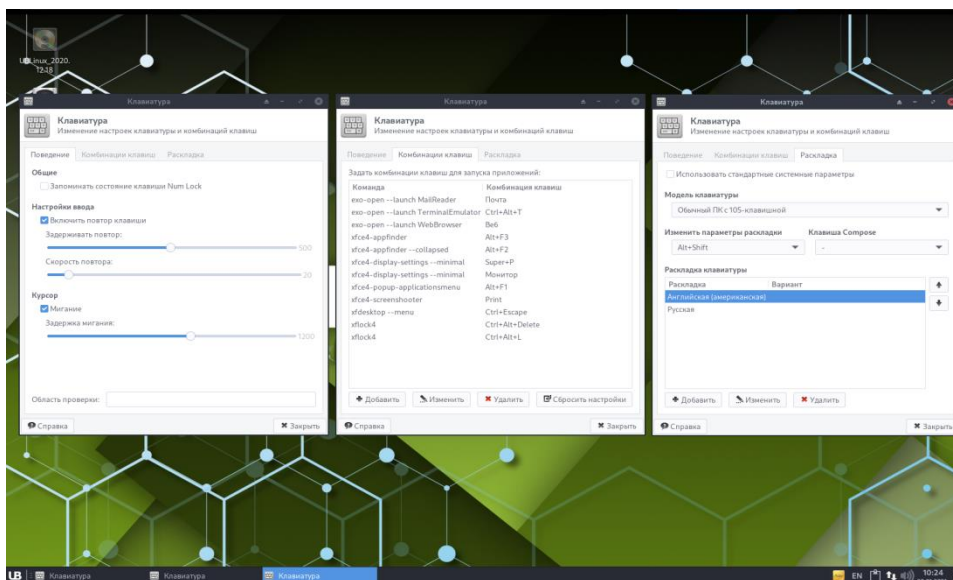 UBLinux_2020.
12.18
Клавиатура
Клавиатура
Изменение настроек клавиатуры и комбинаций клавиш
Поведение Комбинации клавиш Раскладка
Общие
Запоминать состояние клавиши Num Lock
Настройки ввода
Включить повтор клавиши
Задерживать повтор:
500
Скорость повтора:
20
Курсор
Мигание
Задержка мигания:
1200
Область проверки:
Справка Закрыть
Клавиатура
Клавиатура
Изменение настроек клавиатуры и комбинаций клавиш
Поведение Комбинации клавиш Раскладка
Задать комбинации клавиш для запуска приложений:
Команда Комбинация клавиш
exo-open --launch MailReader Почта
exo-open --launch TerminalEmulator Ctrl+Alt+T
exo-open --launch WebBrowser Веб
xfce4-appfinder Alt+F3
xfce4-appfinder --collapsed Alt+F2
xfce4-display-settings --minimal Super+P
xfce4-display-settings --minimal Монитор
xfce4-popup-applicationsmenu Alt+F1
xfce4-screenshooter Print
xfdesktop --menu Ctrl+Escape
xflock4 Ctrl+Alt+Delete
xflock4 Ctrl+Alt+L
Добавить Изменить Удалить Сбросить настройки
Справка Закрыть
Клавиатура
Клавиатура
Изменение настроек клавиатуры и комбинаций клавиш
Поведение Комбинации клавиш Раскладка
Использовать стандартные системные параметры
Модель клавиатуры
Обычный ПК с 105-клавишной
Изменить параметры раскладки Клавиша Compose
Alt+Shift -
Раскладка клавиатуры
Раскладка Вариант
Английская (американская)
Русская
Добавить Изменить Удалить
Справка Закрыть
UB Клавиатура Клавиатура Клавиатура EN 10:24